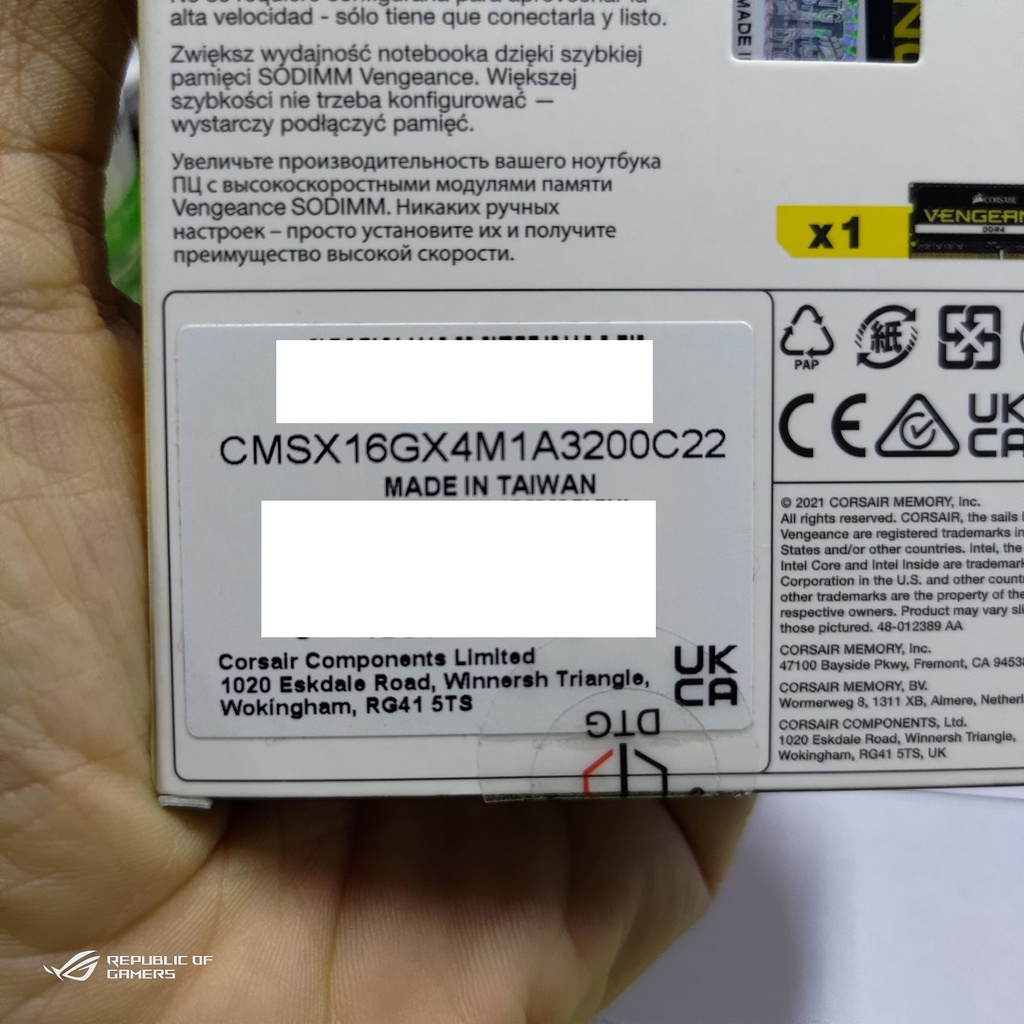 alta velocidad - sólo tiene que conectarla y listo.
Zwiększ wydajność notebooka dzięki szybkiej
pamięci SODIMM Vengeance. Większej
szybkości nie trzeba konfigurować —
wystarczy podłączyć pamięć.
Увеличьте производительность вашего ноутбука
ПЦ с высокоскоростными модулями памяти
Vengeance SODIMM. Никаких ручных
настроек – просто установите их и получите
преимущество высокой скорости.
MADE
x1
CORSAIR
VENGEAN
DDR4
CMSX16GX4M1A3200C22
MADE IN TAIWAN
Corsair Components Limited
1020 Eskdale Road, Winnersh Triangle,
Wokingham, RG41 5TS
UK
CA
DTG
PAP
紙
CE
UK
CA
© 2021 CORSAIR MEMORY, Inc.
All rights reserved. CORSAIR, the sails
Vengeance are registered trademarks in
States and/or other countries. Intel, the
Intel Core and Intel Inside are trademar
Corporation in the U.S. and other count
other trademarks are the property of the
respective owners. Product may vary sli
those pictured. 48-012389 AA
CORSAIR MEMORY, Inc.
47100 Bayside Pkwy, Fremont, CA 9453
CORSAIR MEMORY, BV.
Wormerweg 8, 1311 XB, Almere, Netherl
CORSAIR COMPONENTS, Ltd.
1020 Eskdale Road, Winnersh Triangle,
Wokingham, RG41 5TS, UK
REPUBLIC OF
GAMERS